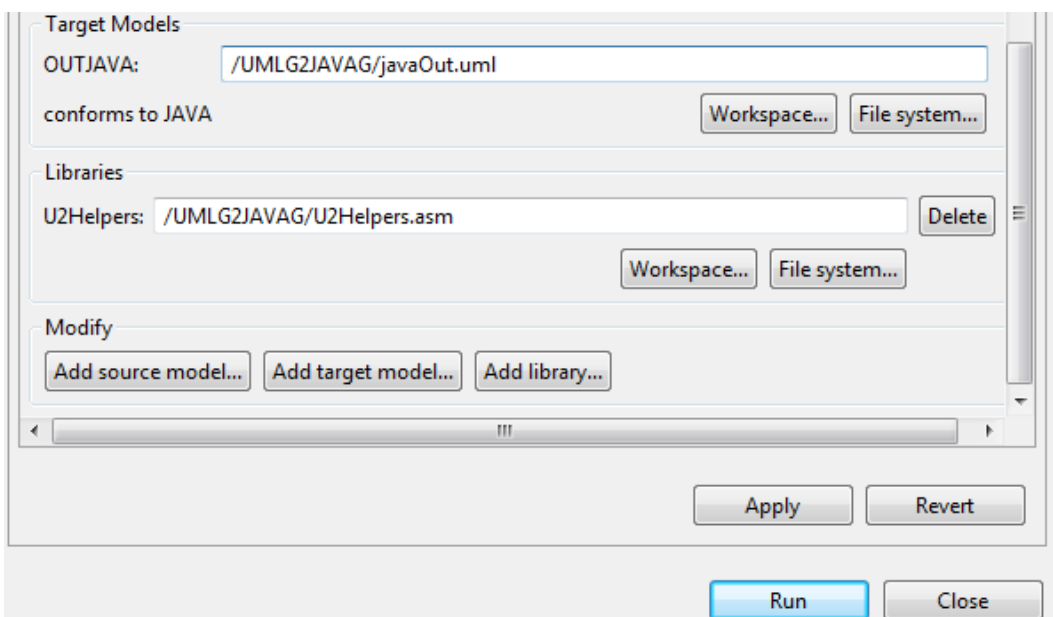 Target Models
OUTJAVA: /UMLG2JAVAG/javaOut.uml
conforms to JAVA Workspace... File system...
Libraries
U2Helpers: /UMLG2JAVAG/U2Helpers.asm Delete
Workspace... File system...
Modify
Add source model... Add target model... Add library...
Apply Revert
Run Close